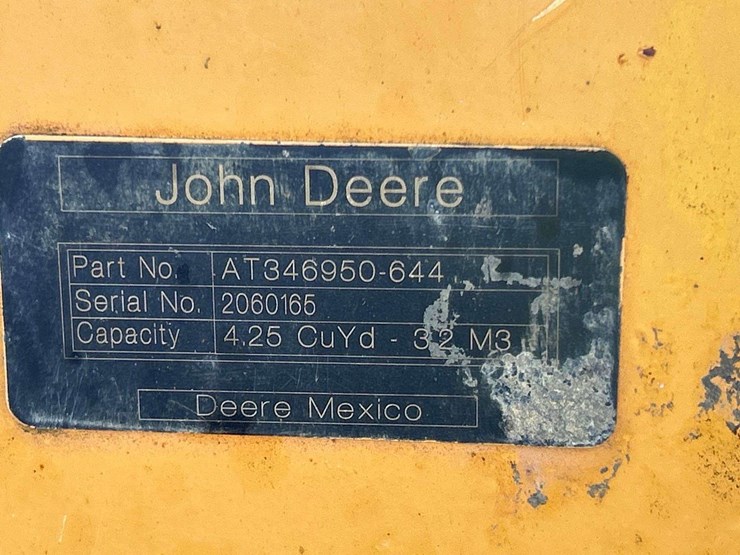 John Deere
Part No. AT346950-644
Serial No. 2060165
Capacity 4.25 CuYd - 3.2 M3
Deere Mexico